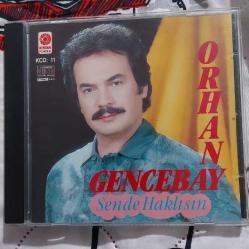 KCD: 11
ORHAN
GENCEBAY
Sende Haklısın